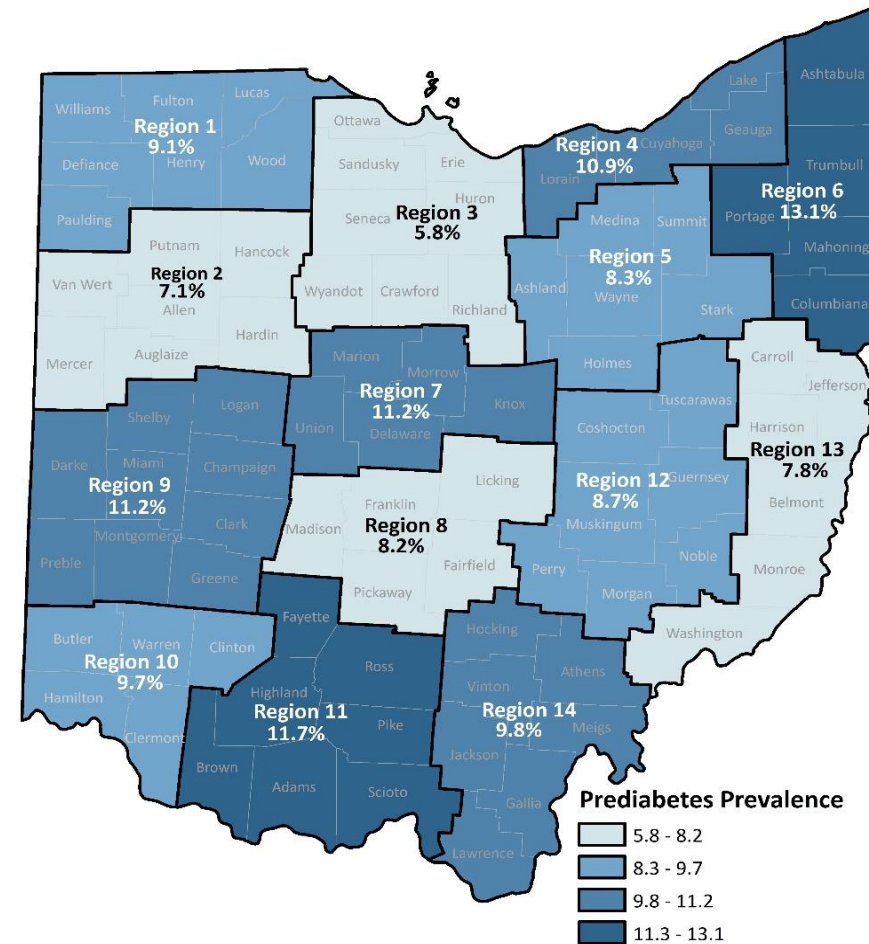 Williams
Fulton
Lucas
Region 1
9.1%
Defiance
Henry
Wood
Paulding
Ottawa
Sandusky
Erie
Huron
Seneca
Region 3
5.8%
Wyandot
Crawford
Richland
Lake
Geauga
Cuyahoga
Region 4
10.9%
Lorain
Ashtabula
Trumbull
Region 6
13.1%
Portage
Mahoning
Columbiana
Medina
Summit
Region 5
8.3%
Ashland
Wayne
Stark
Holmes
Putnam
Hancock
Region 2
7.1%
Van Wert
Allen
Hardin
Mercer
Auglaize
Marion
Morrow
Region 7
11.2%
Knox
Union
Delaware
Carroll
Jefferson
Harrison
Region 13
7.8%
Belmont
Monroe
Washington
Tuscarawas
Coshocton
Region 12
8.7%
Guernsey
Muskingum
Noble
Perry
Morgan
Logan
Shelby
Darke
Miami
Champaign
Region 9
11.2%
Clark
Montgomery
Preble
Greene
Licking
Franklin
Madison
Region 8
8.2%
Fairfield
Pickaway
Butler
Warren
Clinton
Region 10
9.7%
Hamilton
Clermont
Fayette
Ross
Highland
Region 11
11.7%
Pike
Brown
Adams
Scioto
Hocking
Athens
Vinton
Region 14
9.8%
Meigs
Jackson
Gallia
Lawrence
Prediabetes Prevalence
5.8 - 8.2
8.3 - 9.7
9.8 - 11.2
11.3 - 13.1